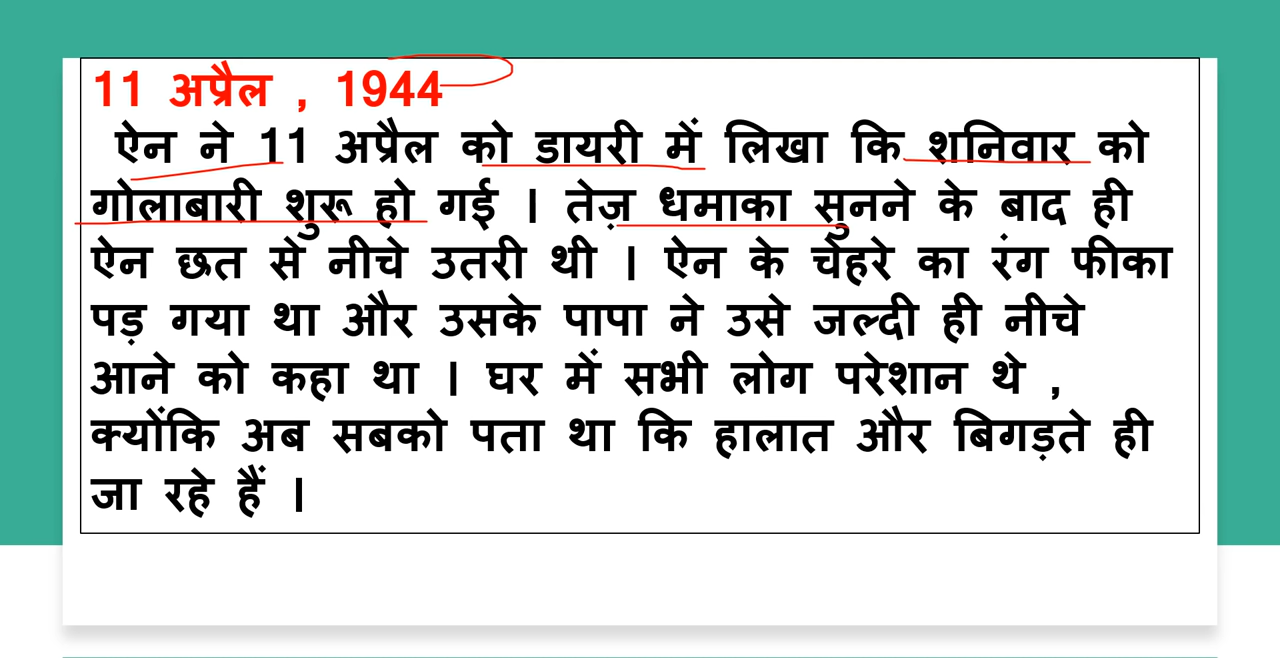 11 अप्रैल , 1944
ऐन ने 11 अप्रैल को डायरी में लिखा कि शनिवार को
गोलाबारी शुरू हो गई । तेज़ धमाका सुनने के बाद ही
ऐन छत से नीचे उतरी थी । ऐन के चेहरे का रंग फीका
पड़ गया था और उसके पापा ने उसे जल्दी ही नीचे
आने को कहा था । घर में सभी लोग परेशान थे ,
क्योंकि अब सबको पता था कि हालात और बिगड़ते ही
जा रहे हैं ।